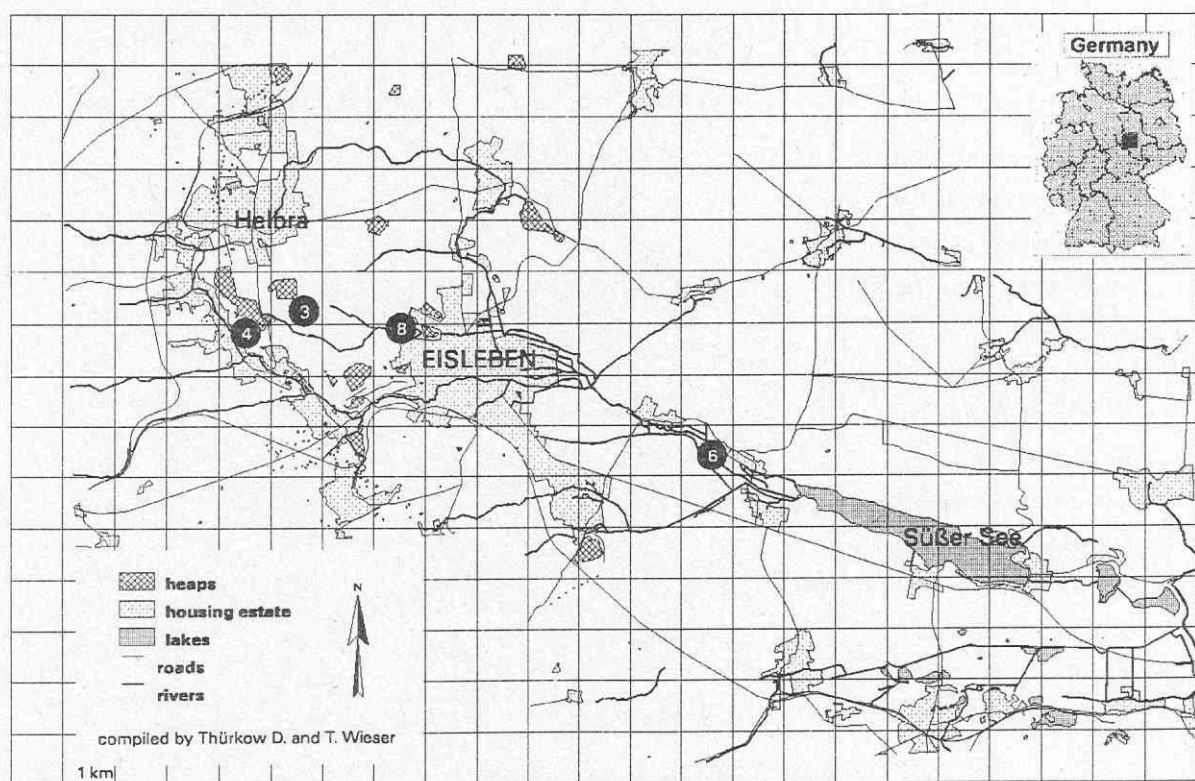 Germany
Helbra
3
4
8
EISLEBEN
6
Süßer See
heaps
housing estate
lakes
roads
rivers
N
compiled by Thürkow D. and T. Wieser
1 km